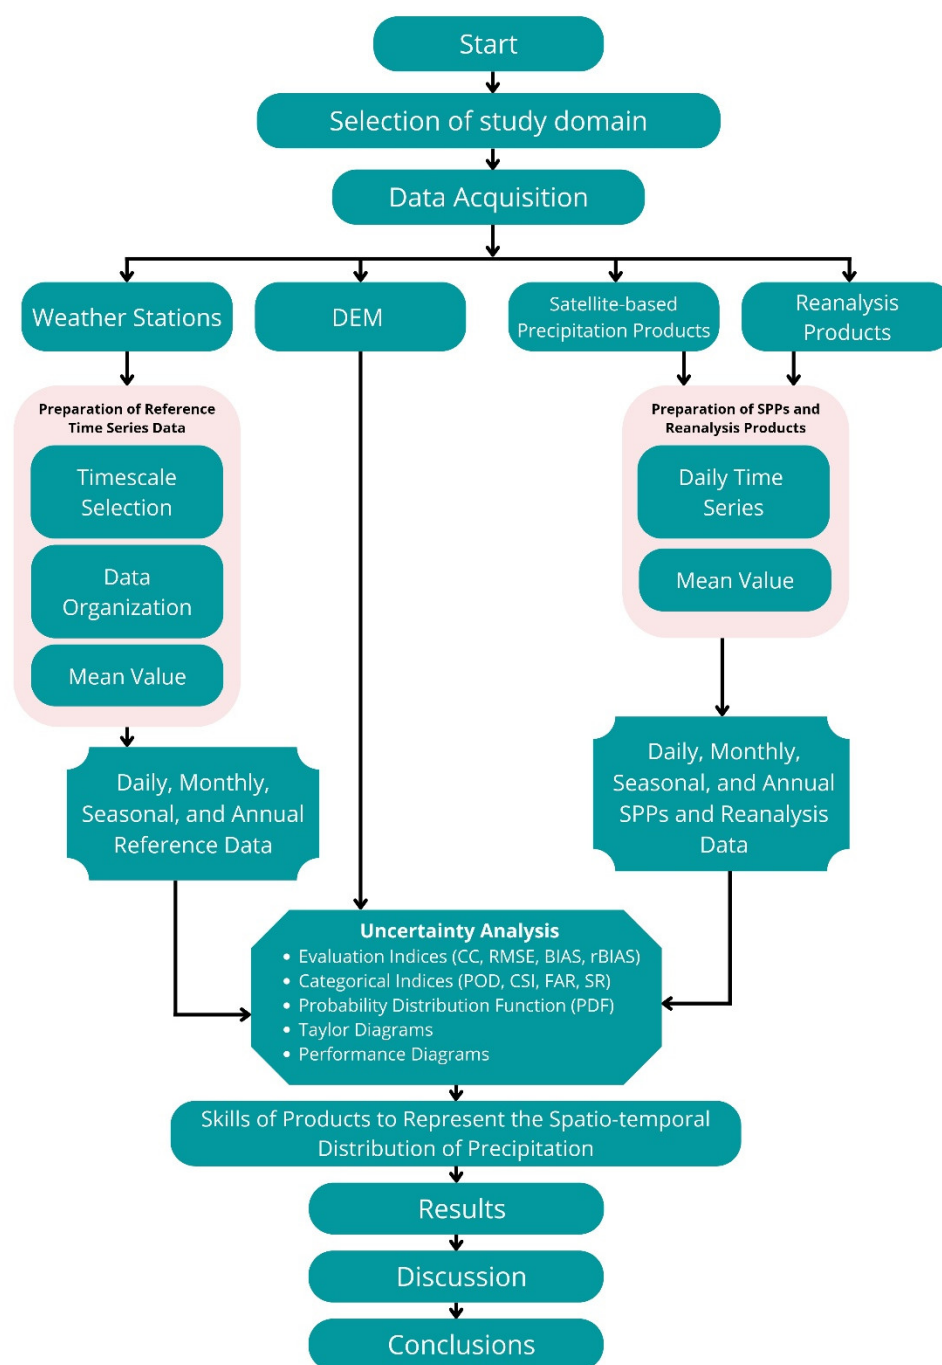 Start
Selection of study domain
Data Acquisition
Weather Stations
DEM
Satellite-based
Precipitation Products
Reanalysis
Products
Preparation of Reference
Time Series Data
Timescale
Selection
Data
Organization
Mean Value
Preparation of SPPs and
Reanalysis Products
Daily Time
Series
Mean Value
Daily, Monthly,
Seasonal, and Annual
Reference Data
Daily, Monthly,
Seasonal, and Annual
SPPs and Reanalysis
Data
Uncertainty Analysis
• Evaluation Indices (CC, RMSE, BIAS, rBIAS)
• Categorical Indices (POD, CSI, FAR, SR)
• Probability Distribution Function (PDF)
• Taylor Diagrams
• Performance Diagrams
Skills of Products to Represent the Spatio-temporal
Distribution of Precipitation
Results
Discussion
Conclusions